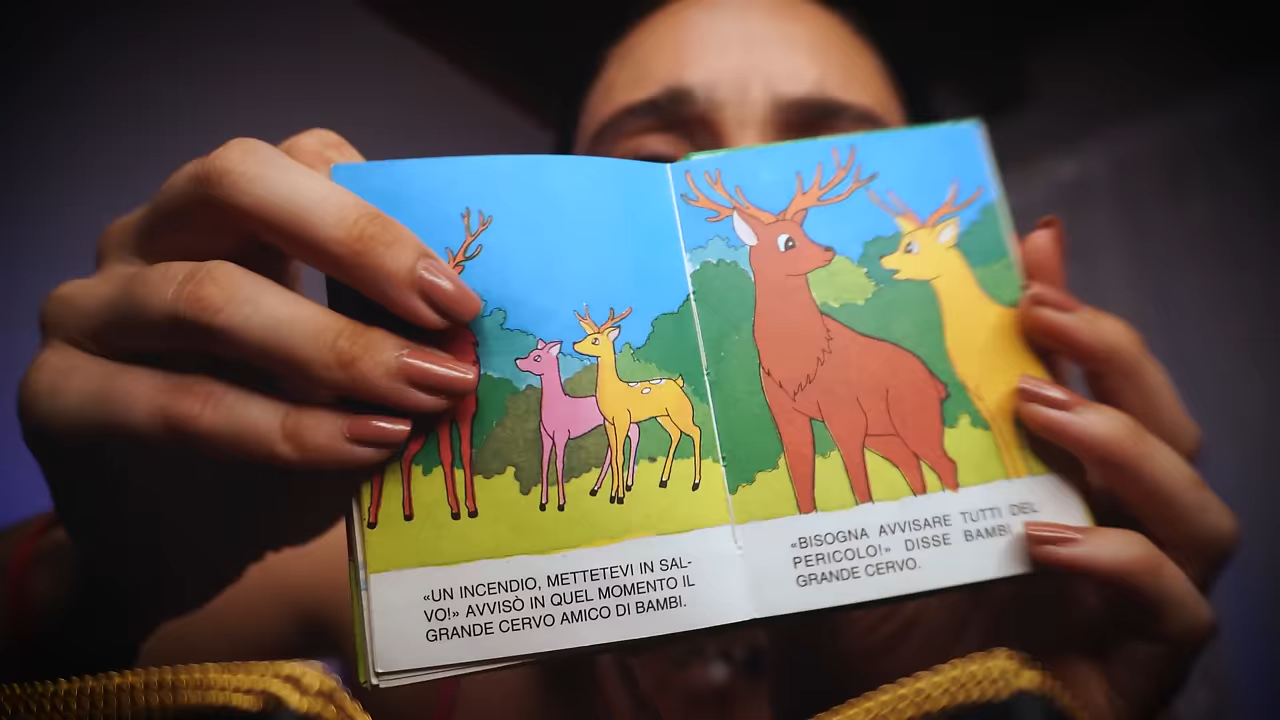 «UN INCENDIO, METTETEVI IN SAL-
VO!» AVVISÒ IN QUEL MOMENTO IL
GRANDE CERVO AMICO DI BAMBI.
«BISOGNA AVVISARE TUTTI DEL
PERICOLO!» DISSE BAMBI
GRANDE CERVO.